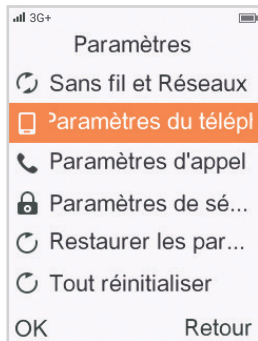 3G+
Paramètres
Sans fil et Réseaux
Paramètres du télépl
Paramètres d'appel
Paramètres de sé...
Restaurer les par...
Tout réinitialiser
OK Retour